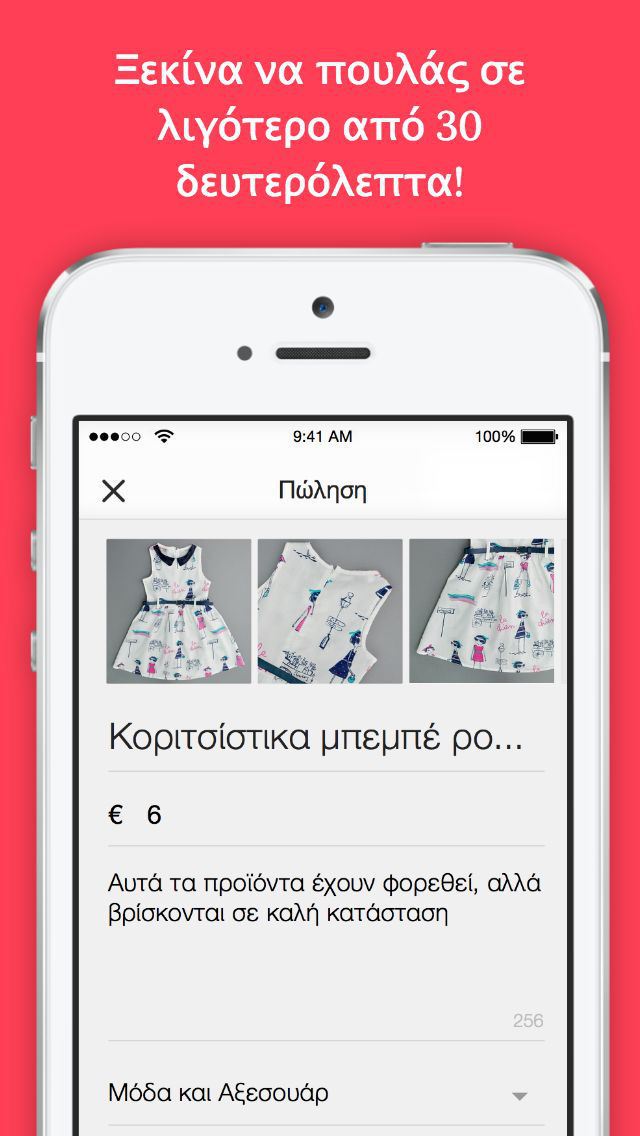 Ξεκίνα να πουλάς σε
λιγότερο από 30
δευτερόλεπτα!
9:41 AM
100%
Πώληση
Κοριτσίστικα μπεμπέ ρο...
€ 6
Αυτά τα προϊόντα έχουν φορεθεί, αλλά
βρίσκονται σε καλή κατάσταση
256
Μόδα και Αξεσουάρ